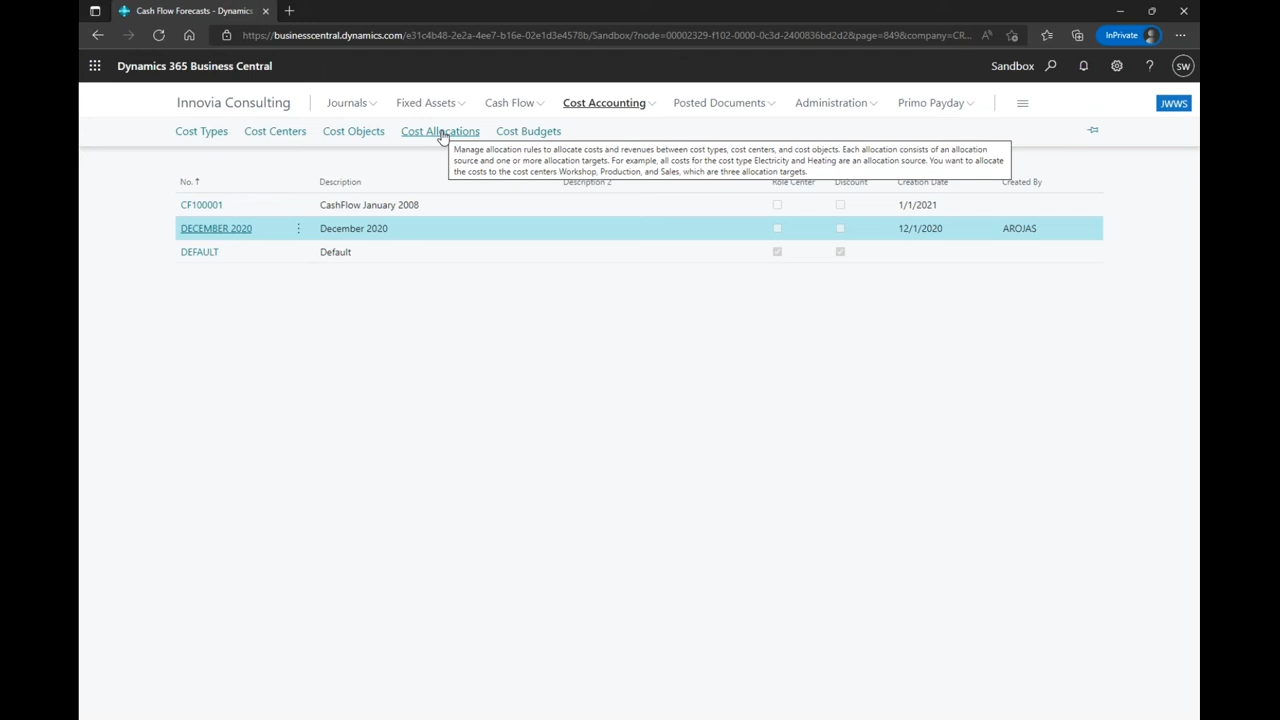 Cash Flow Forecasts - Dynamics
https://businesscentral.dynamics.com/e31c4b48-2e2a-4ee7-b16e-02e1d3e4578b/Sandbox/?node=00002329-f102-0000-0c3d-2400836bd2d2&page=849&company=CR...
InPrivate
Dynamics 365 Business Central
Sandbox
SW
Innovia Consulting
Journals
Fixed Assets
Cash Flow
Cost Accounting
Posted Documents
Administration
Primo Payday
JWWS
Cost Types
Cost Centers
Cost Objects
Cost Allocations
Cost Budgets
Manage allocation rules to allocate costs and revenues between cost types, cost centers, and cost objects. Each allocation consists of an allocation
source and one or more allocation targets. For example, all costs for the cost type Electricity and Heating are an allocation source. You want to allocate
the costs to the cost centers Workshop, Production, and Sales, which are three allocation targets.
No. ↑ Description Description 2 Role Center Discount Creation Date Created By
CF100001 CashFlow January 2008 1/1/2021
DECEMBER 2020 December 2020 12/1/2020 AROJAS
DEFAULT Default